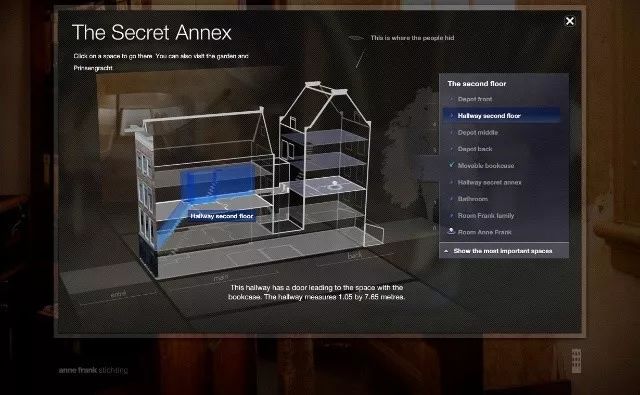 The Secret Annex
This is where the people hid
Click on a space to go there. You can also visit the garden and
Prinsengracht.
The second floor
Depot front
Hallway second floor
Depot middle
Depot back
Movable bookcase
Hallway secret annex
Bathroom
Room Frank family
Room Anne Frank
Show the most important spaces
Hallway second floor
back
main
This hallway has a door leading to the space with the
bookcase. The hallway measures 1.05 by 7.65 metres.
anne frank stichting